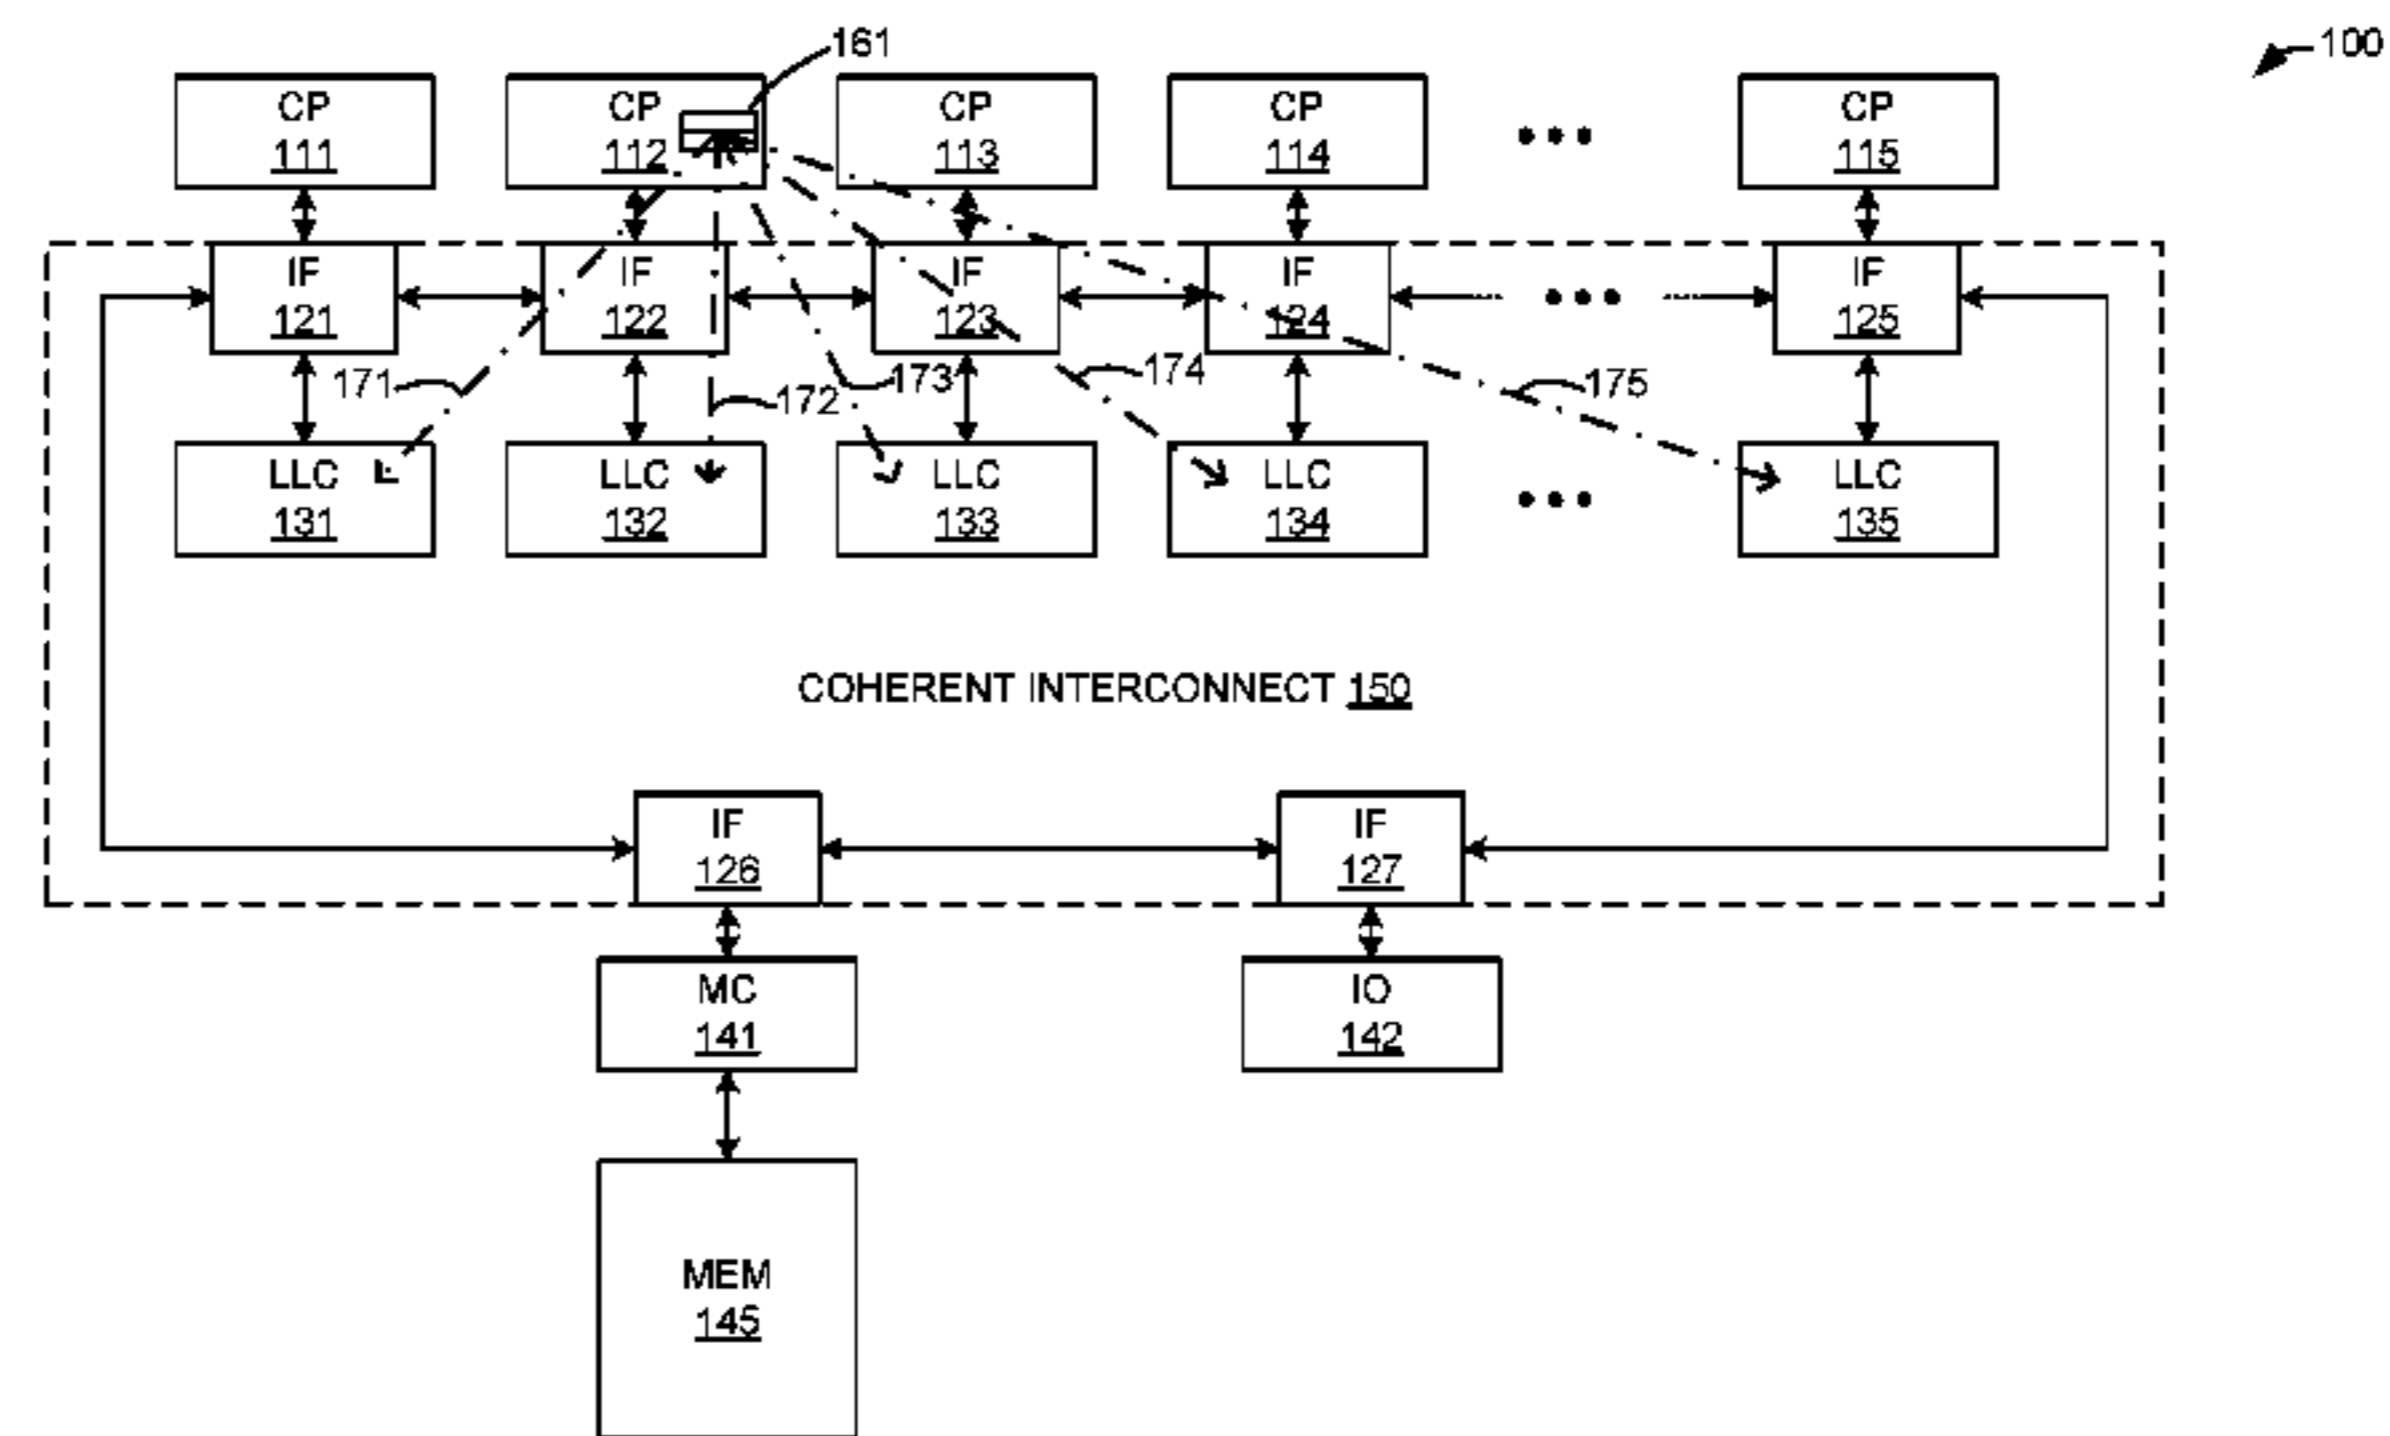 161
100
CP
111
CP
112
CP
113
CP
114
CP
115
IF
121
IF
122
IF
123
IF
124
IF
125
171
172
173
174
175
LLC
131
LLC
132
LLC
133
LLC
134
LLC
135
COHERENT INTERCONNECT 150
IF
126
IF
127
MC
141
IO
142
MEM
145